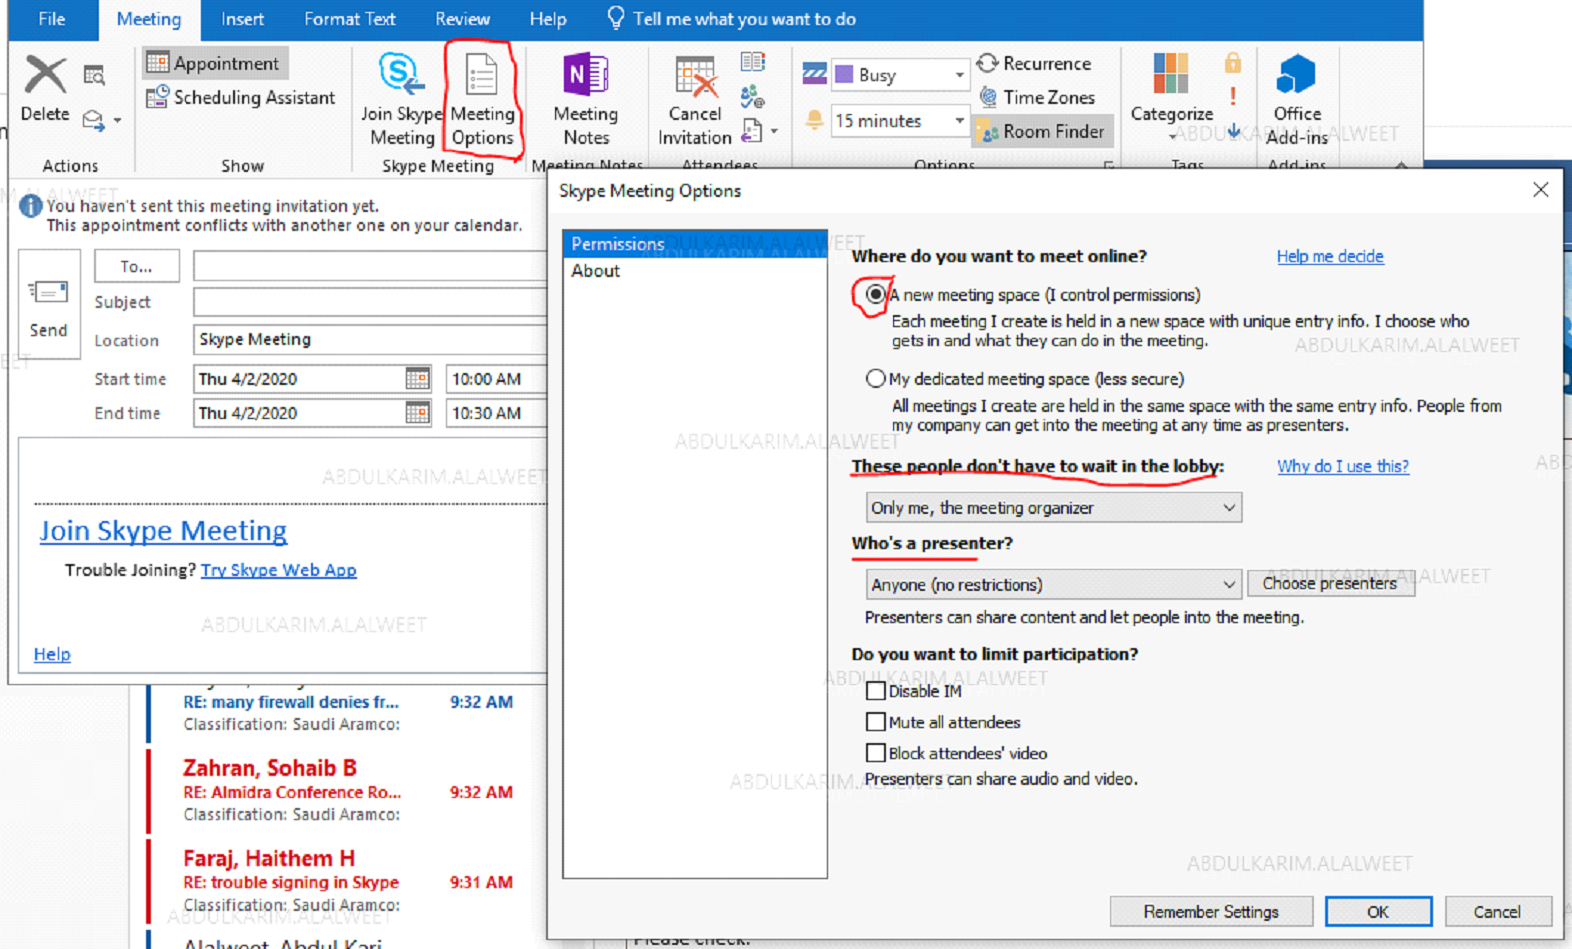 File Meeting Insert Format Text Review Help Tell me what you want to do
Delete
Actions
Appointment
Scheduling Assistant
Show
Join Skype
Meeting
Meeting
Options
Skype Meeting
Meeting
Notes
Meeting Notes
Cancel
Invitation
Attendees
Busy
15 minutes
Recurrence
Time Zones
Room Finder
Options
Categorize
Tags
Office
Add-ins
Add-ins
ABDULKARIM.ALALWEET
You haven't sent this meeting invitation yet.
This appointment conflicts with another one on your calendar.
Send
To...
Subject
Location Skype Meeting
Start time Thu 4/2/2020 10:00 AM
End time Thu 4/2/2020 10:30 AM
ABDULKARIM.ALALWEET
Join Skype Meeting
Trouble Joining? Try Skype Web App
ABDULKARIM.ALALWEET
Help
RE: many firewall denies fr... 9:32 AM
Classification: Saudi Aramco:
Zahran, Sohaib B
RE: Almidra Conference Ro... 9:32 AM
Classification: Saudi Aramco:
Faraj, Haithem H
RE: trouble signing in Skype 9:31 AM
Classification: Saudi Aramco:
ABDULKARIM.ALALWEET
Alalweet, Abdul Kari
Skype Meeting Options
Permissions
About
ABDULKARIM.ALALWEET
Where do you want to meet online? Help me decide
A new meeting space (I control permissions)
Each meeting I create is held in a new space with unique entry info. I choose who
gets in and what they can do in the meeting.
ABDULKARIM.ALALWEET
My dedicated meeting space (less secure)
All meetings I create are held in the same space with the same entry info. People from
my company can get into the meeting at any time as presenters.
ABDULKARIM.ALALWEET
These people don't have to wait in the lobby: Why do I use this?
Only me, the meeting organizer
Who's a presenter?
Anyone (no restrictions) Choose presenters
ABDULKARIM.ALALWEET
Presenters can share content and let people into the meeting.
Do you want to limit participation?
ABDULKARIM.ALALWEET
Disable IM
Mute all attendees
Block attendees' video
Presenters can share audio and video.
ABDULKARIM.ALALWEET
ABDULKARIM.ALALWEET
Remember Settings OK Cancel
Please check.